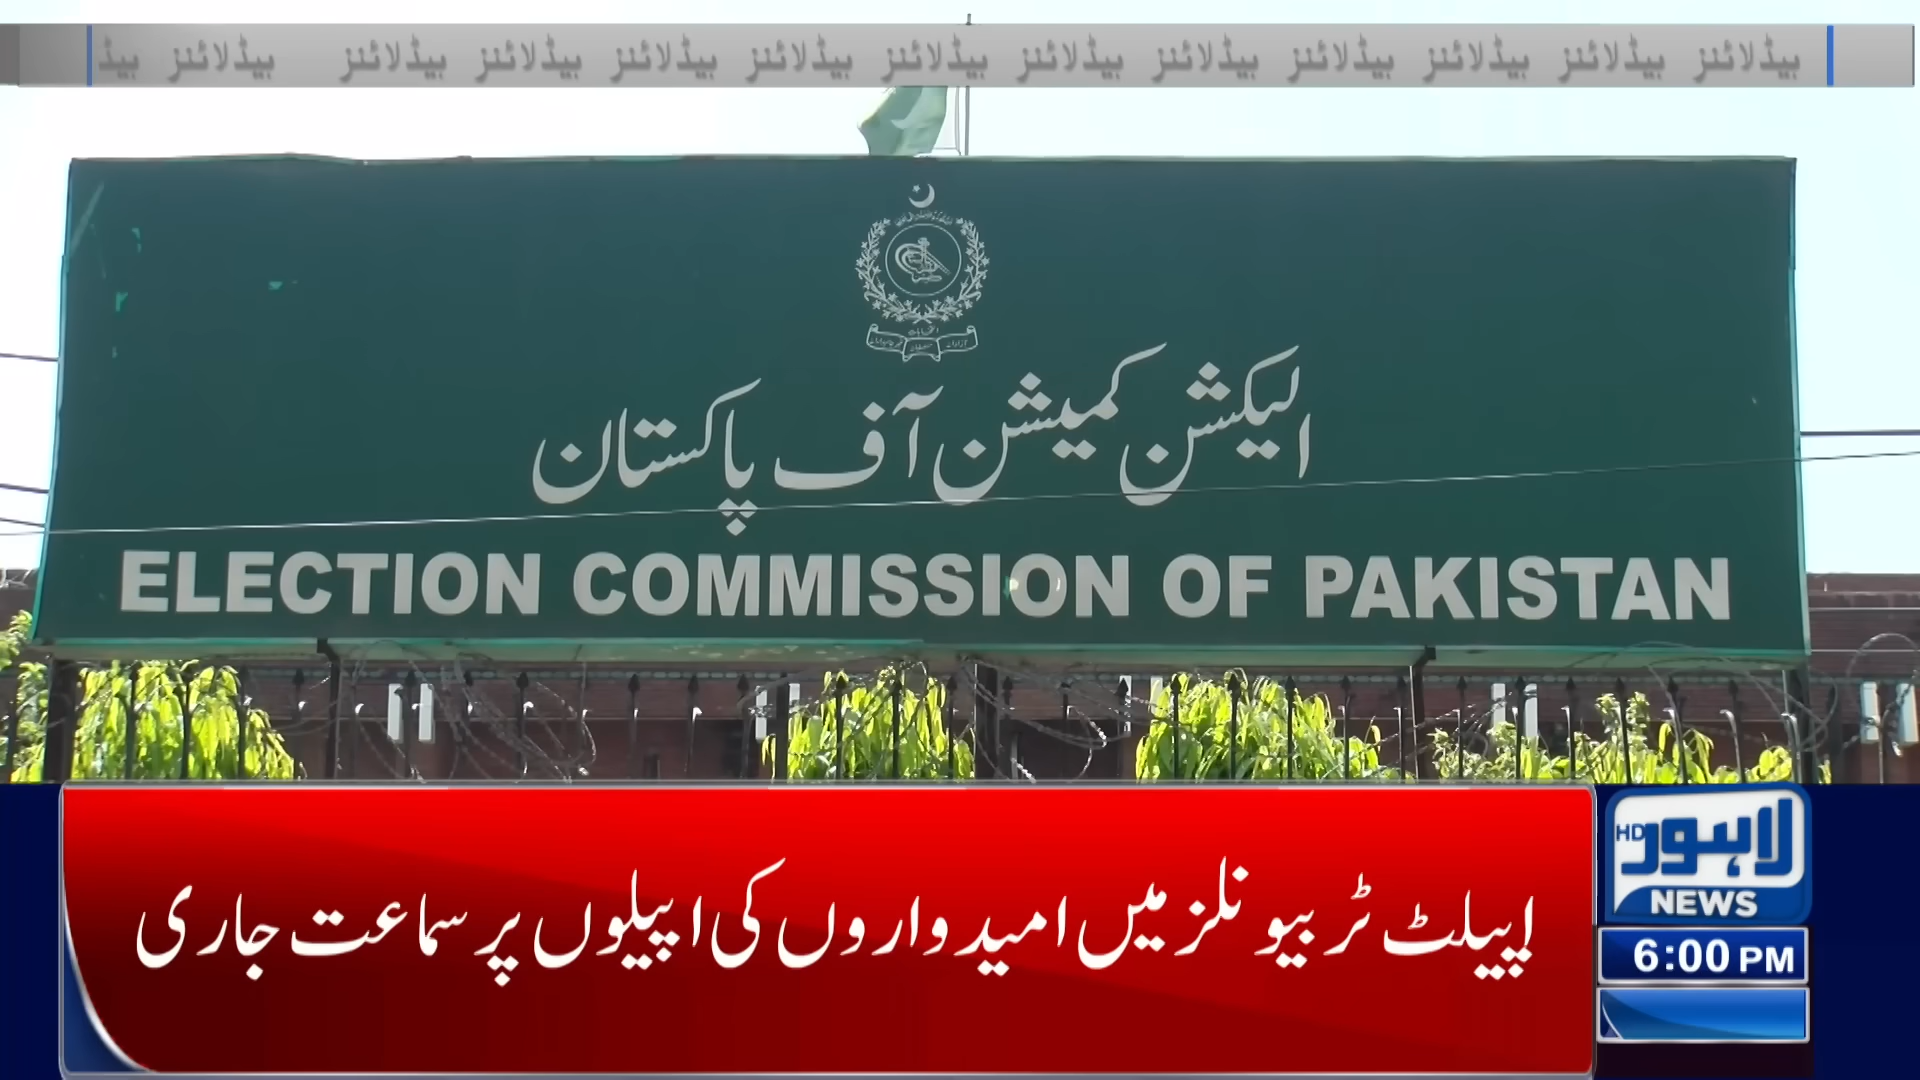 ہیڈلائنز ہیڈلائنز ہیڈلائنز ہیڈلائنز ہیڈلائنز ہیڈلائنز ہیڈلائنز ہیڈلائنز ہیڈلائنز ہیڈلائنز ہیڈلائنز ہیڈلائنز ہیڈ
الیکشن کمیشن آف پاکستان
ELECTION COMMISSION OF PAKISTAN
اپیلٹ ٹربیونلز میں امیدواروں کی اپیلوں پر سماعت جاری
لاہور HD
NEWS
6:00 PM